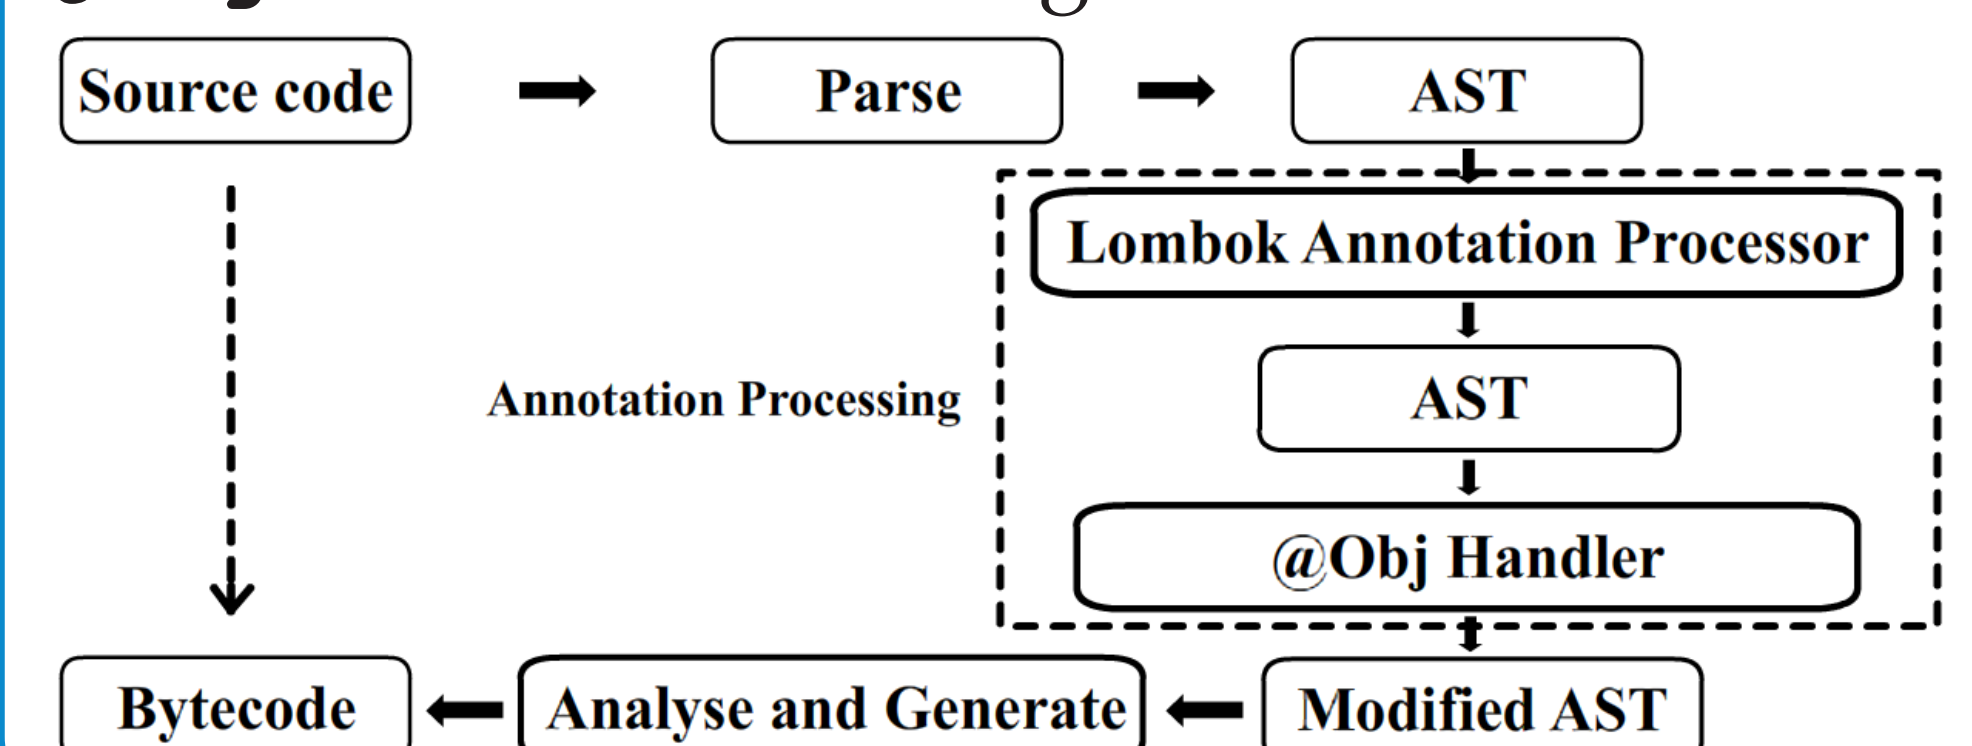 Source code
Parse
AST
Lombok Annotation Processor
Annotation Processing
AST
@Obj Handler
Bytecode
Analyse and Generate
Modified AST